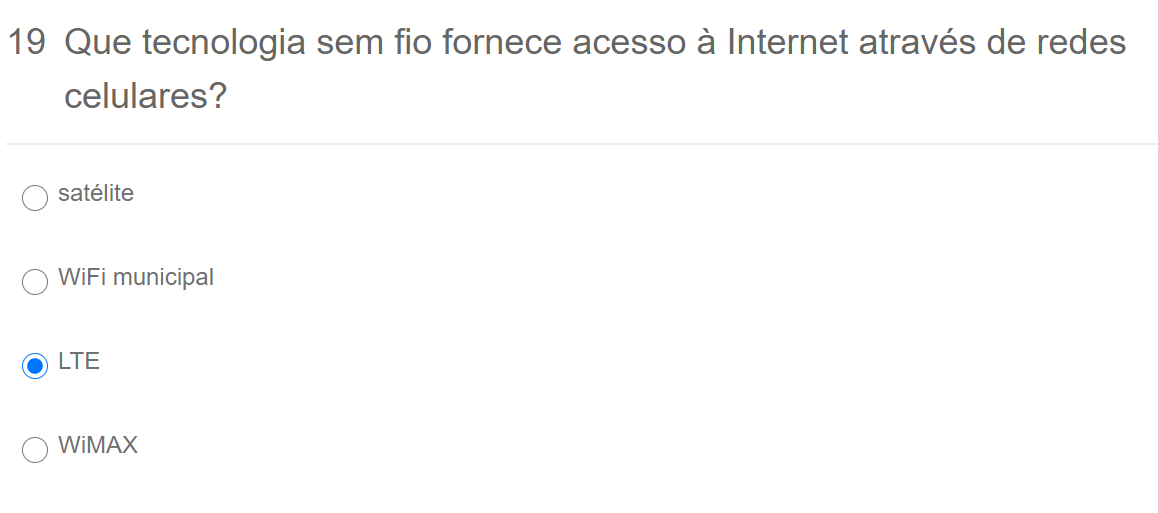 19 Que tecnologia sem fio fornece acesso à Internet através de redes
celulares?
satélite
WiFi municipal
LTE
WiMAX